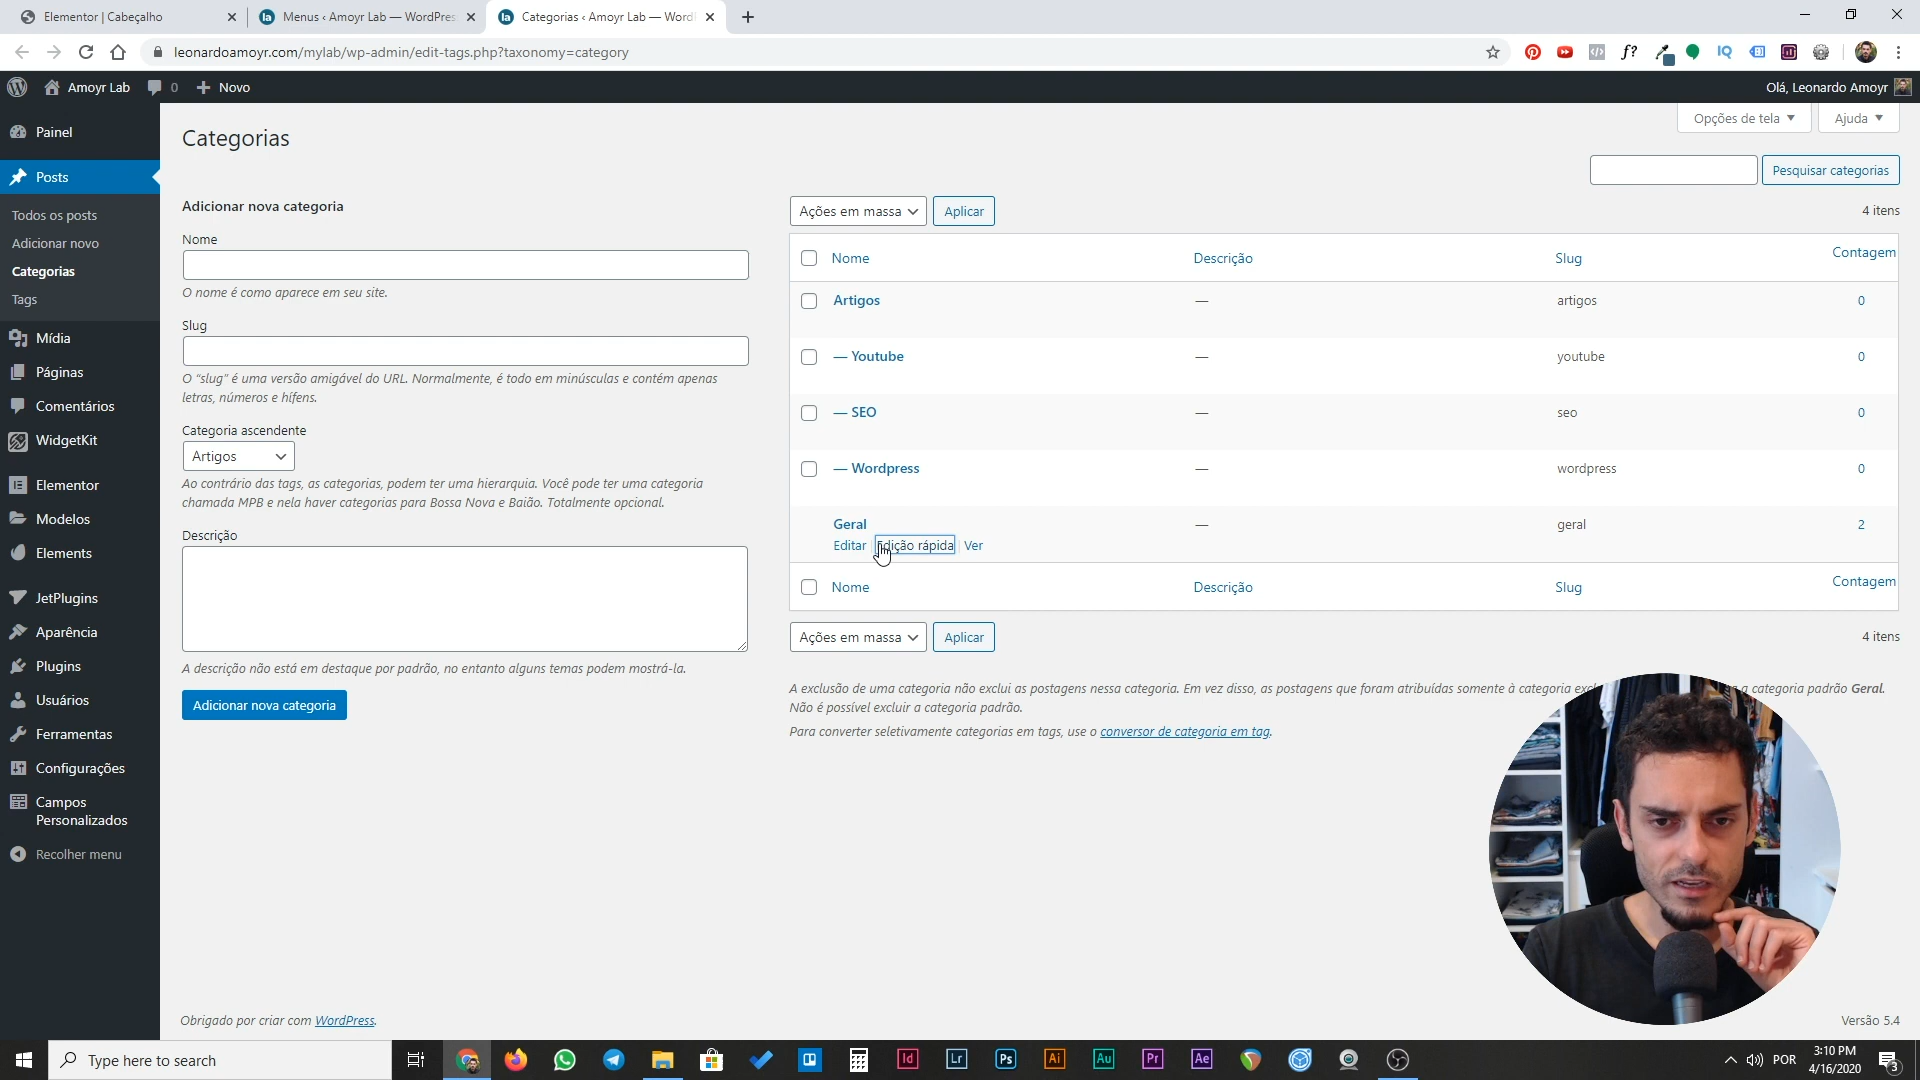 Elementor | Cabeçalho
Menus ‹ Amoyr Lab — WordPres
Categorias ‹ Amoyr Lab — Word
leonardoamoyr.com/mylab/wp-admin/edit-tags.php?taxonomy=category
Amoyr Lab
0
Novo
Olá, Leonardo Amoyr
Painel
Posts
Todos os posts
Adicionar novo
Categorias
Tags
Mídia
Páginas
Comentários
WidgetKit
Elementor
Modelos
Elements
JetPlugins
Aparência
Plugins
Usuários
Ferramentas
Configurações
Campos
Personalizados
Recolher menu
Categorias
Opções de tela
Ajuda
Pesquisar categorias
Adicionar nova categoria
Nome
O nome é como aparece em seu site.
Slug
O “slug” é uma versão amigável do URL. Normalmente, é todo em minúsculas e contém apenas
letras, números e hífens.
Categoria ascendente
Artigos
Ao contrário das tags, as categorias, podem ter uma hierarquia. Você pode ter uma categoria
chamada MPB e nela haver categorias para Bossa Nova e Baião. Totalmente opcional.
Descrição
A descrição não está em destaque por padrão, no entanto alguns temas podem mostrá-la.
Adicionar nova categoria
Ações em massa
Aplicar
4 itens
Nome Descrição Slug Contagem
Artigos — artigos 0
— Youtube — youtube 0
— SEO — seo 0
— Wordpress — wordpress 0
Geral — geral 2
Editar | Edição rápida | Ver
Nome Descrição Slug Contagem
Ações em massa
Aplicar
4 itens
A exclusão de uma categoria não exclui as postagens nessa categoria. Em vez disso, as postagens que foram atribuídas somente à categoria a categoria padrão Geral.
Não é possível excluir a categoria padrão.
Para converter seletivamente categorias em tags, use o conversor de categoria em tag.
Obrigado por criar com WordPress.
Versão 5.4
Type here to search
Id
Lr
Ps
Ai
Au
Pr
Ae
POR
3:10 PM
4/16/2020
3